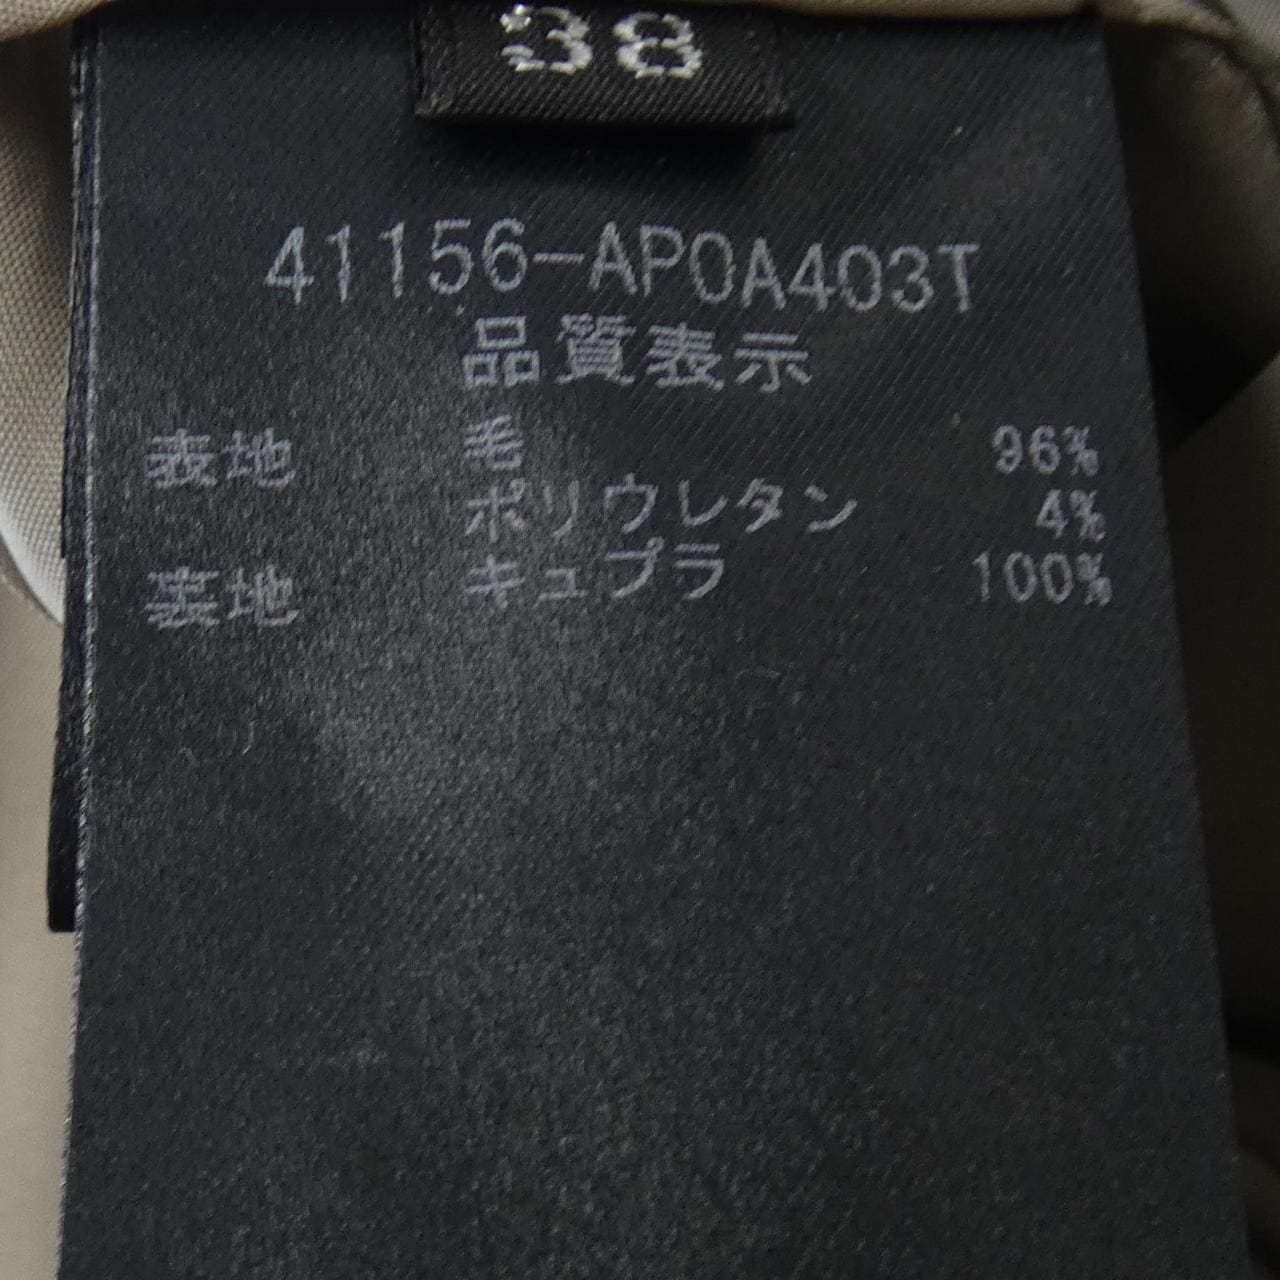 38
41156-AP0A403T
品質表示
表地 毛 96%
ポリウレタン 4%
裏地 キュプラ 100%